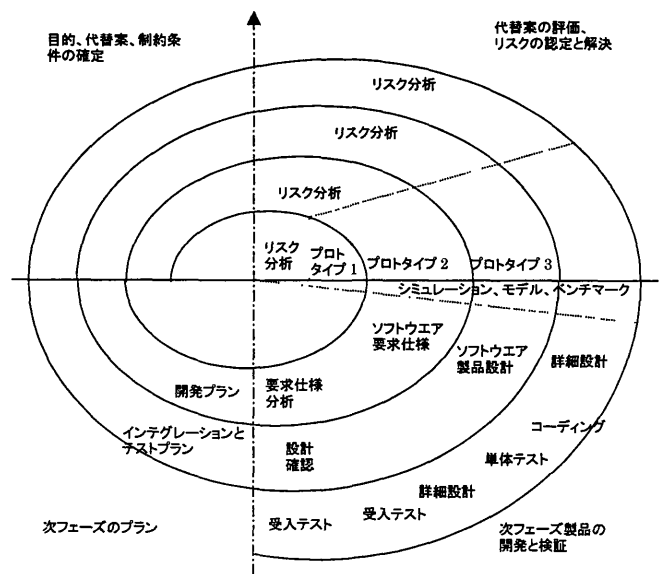 目的、代替案、制約条
件の確定
代替案の評価、
リスクの認定と解決
リスク分析
リスク分析
リスク分析
リスク
分析
プロト
タイプ 1
プロトタイプ 2
プロトタイプ 3
シミュレーション、モデル、ベンチマーク
ソフトウエア
要求仕様
ソフトウエア
製品設計
詳細設計
開発プラン
要求仕様
分析
コーディング
インテグレーションと
テストプラン
設計
確認
単体テスト
詳細設計
受入テスト
受入テスト
次フェーズのプラン
次フェーズ製品の
開発と検証